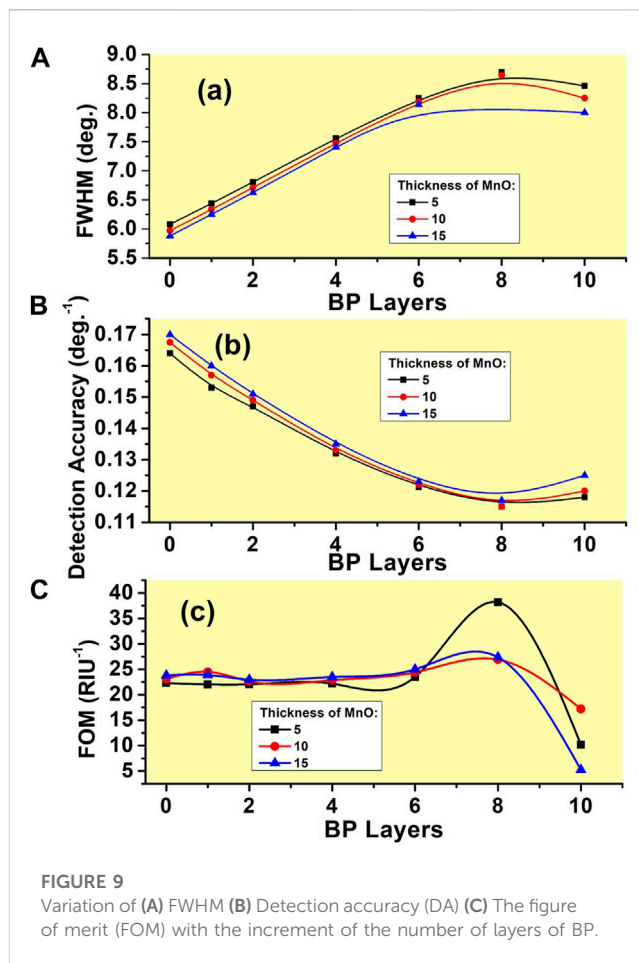 A
(a)
FWHM (deg.)
9.0
8.5
8.0
7.5
7.0
6.5
6.0
5.5
Thickness of MnO:
5
10
15
0 2 4 6 8 10
BP Layers
B
(b)
Detection Accuracy (deg.-1)
0.17
0.16
0.15
0.14
0.13
0.12
0.11
Thickness of MnO:
5
10
15
0 2 4 6 8 10
BP Layers
C
(c)
FOM (RIU-1)
40
35
30
25
20
15
10
5
Thickness of MnO:
5
10
15
0 2 4 6 8 10
BP Layers
FIGURE 9
Variation of (A) FWHM (B) Detection accuracy (DA) (C) The figure
of merit (FOM) with the increment of the number of layers of BP.